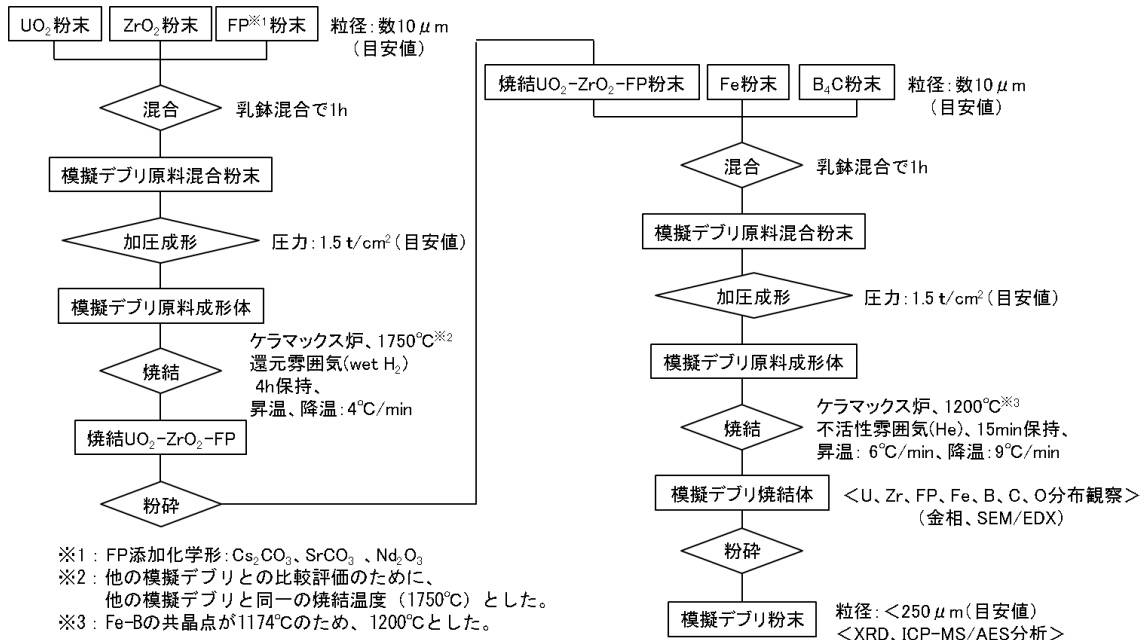 UO₂粉末
ZrO₂粉末
FP※1粉末
粒径:数10μm
(目安値)
混合
乳鉢混合で1h
模擬デブリ原料混合粉末
加圧成形
圧力:1.5 t/cm²(目安値)
模擬デブリ原料成形体
焼結
ケラマックス炉、1750℃※2
還元雰囲気(wet H₂)
4h保持、
昇温、降温:4℃/min
焼結UO₂-ZrO₂-FP
粉砕
※1:FP添加化学形:Cs₂CO₃、SrCO₃ 、Nd₂O₃
※2:他の模擬デブリとの比較評価のために、
他の模擬デブリと同一の焼結温度(1750℃)とした。
※3:Fe-Bの共晶点が1174℃のため、1200℃とした。
焼結UO₂-ZrO₂-FP粉末
Fe粉末
B₄C粉末
粒径:数10μm
(目安値)
混合
乳鉢混合で1h
模擬デブリ原料混合粉末
加圧成形
圧力:1.5 t/cm²(目安値)
模擬デブリ原料成形体
焼結
ケラマックス炉、1200℃※3
不活性雰囲気(He)、15min保持、
昇温: 6℃/min、降温:9℃/min
模擬デブリ焼結体
<U、Zr、FP、Fe、B、C、O分布観察>
(金相、SEM/EDX)
粉砕
模擬デブリ粉末
粒径:<250μm(目安値)
<XRD、ICP-MS/AES分析>